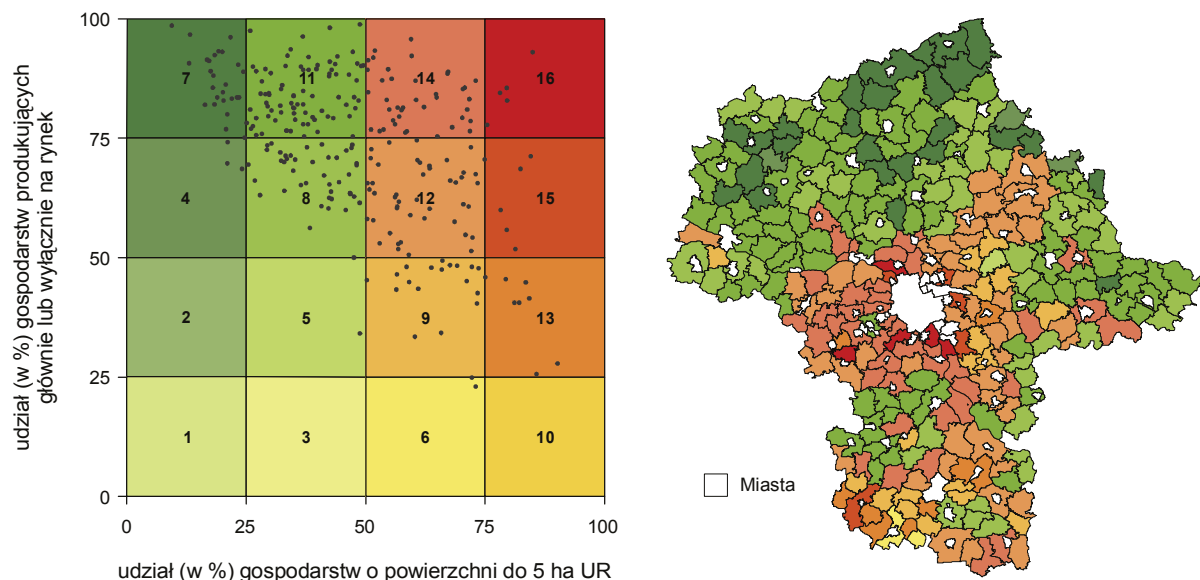 udział (w %) gospodarstw produkujących
głównie lub wyłącznie na rynek
100
7 11 14 16
75
4 8 12 15
50
2 5 9 13
25
1 3 6 10
0
0 25 50 75 100
udział (w %) gospodarstw o powierzchni do 5 ha UR
Miasta